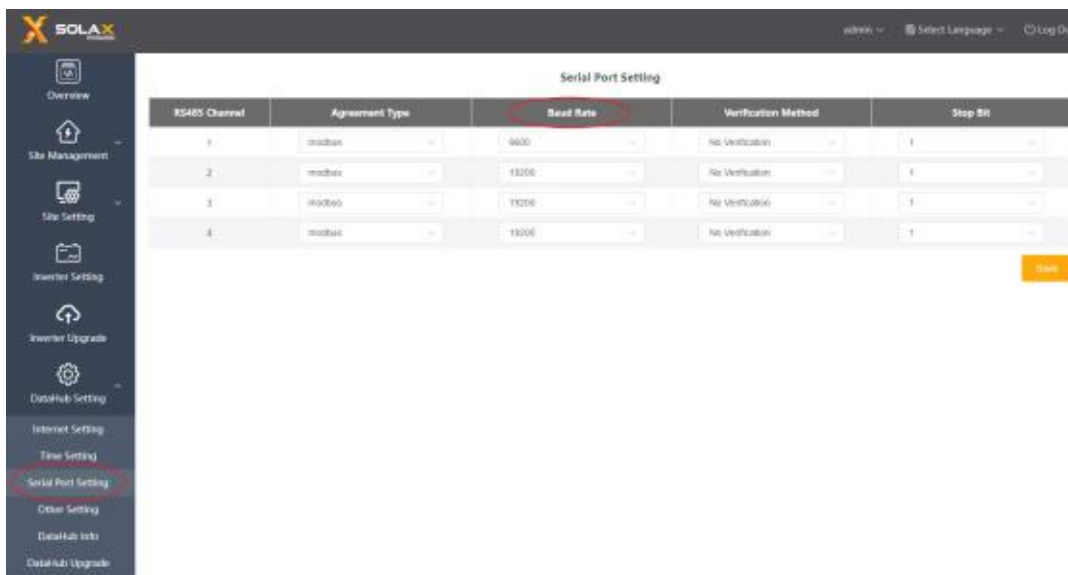 SOLAX
admin Select Language Log Ou
Overview
Site Management
Site Setting
Inverter Setting
Inverter Upgrade
DataHub Setting
Internet Setting
Time Setting
Serial Port Setting
Other Setting
DataHub Info
DataHub Upgrade
Serial Port Setting
RS485 Channel Agreement Type Baud Rate Verification Method Stop Bit
1 modbus 9600 No Verification 1
2 modbus 19200 No Verification 1
3 modbus 19200 No Verification 1
4 modbus 19200 No Verification 1
Save